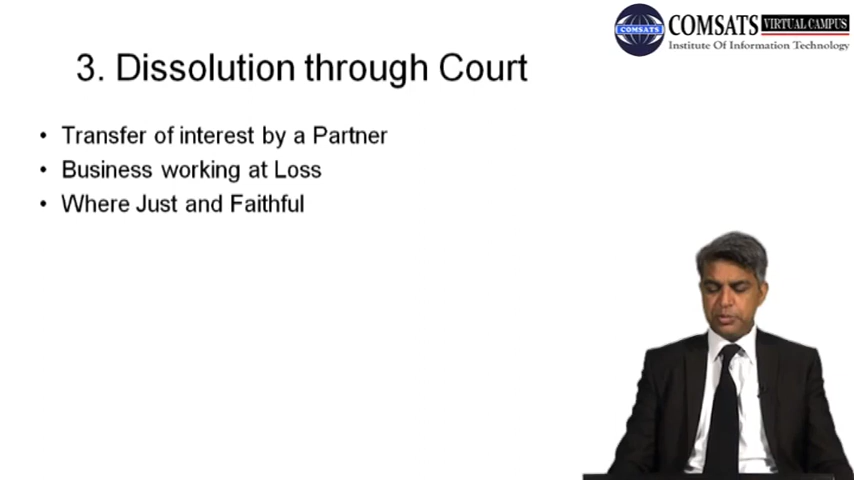 COMSATS VIRTUAL CAMPUS
Institute Of Information Technology
COMSATS
3. Dissolution through Court
• Transfer of interest by a Partner
• Business working at Loss
• Where Just and Faithful